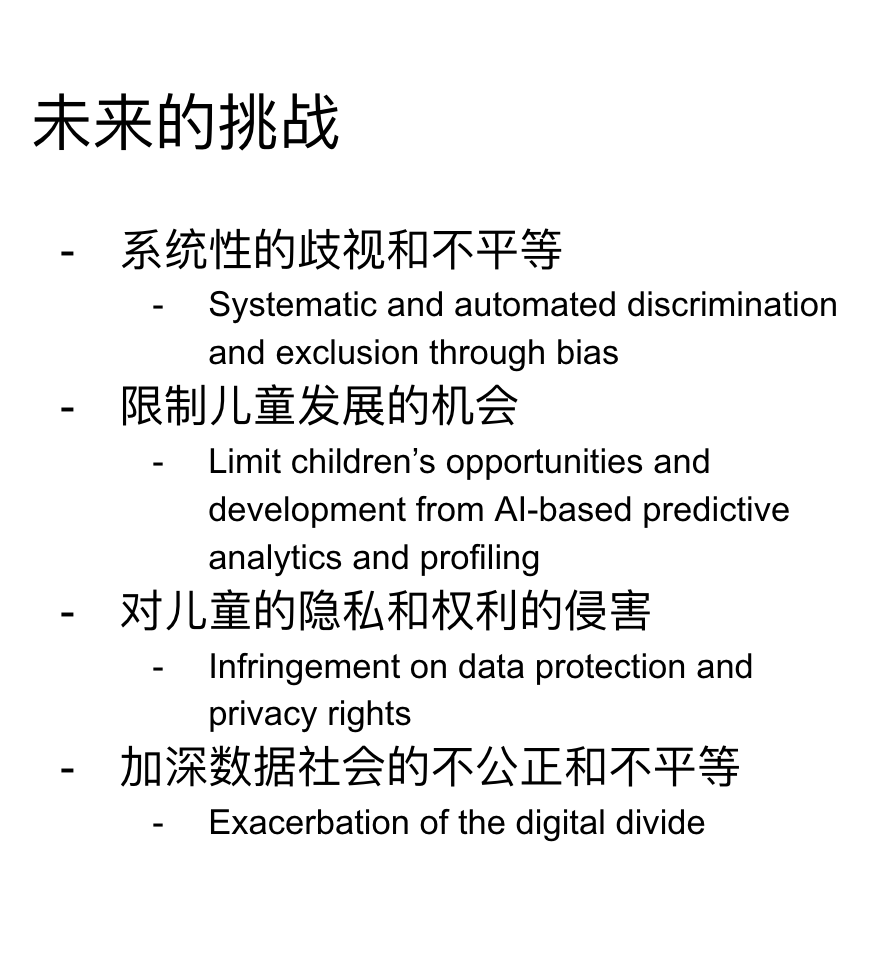 未来的挑战
- 系统性的歧视和不平等
- Systematic and automated discrimination
and exclusion through bias
- 限制儿童发展的机会
- Limit children’s opportunities and
development from AI-based predictive
analytics and profiling
- 对儿童的隐私和权利的侵害
- Infringement on data protection and
privacy rights
- 加深数据社会的不公正和不平等
- Exacerbation of the digital divide